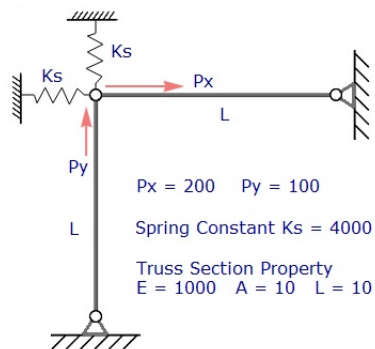 Ks
Ks
Px
L
Py
Px = 200 Py = 100
L
Spring Constant Ks = 4000
Truss Section Property
E = 1000 A = 10 L = 10